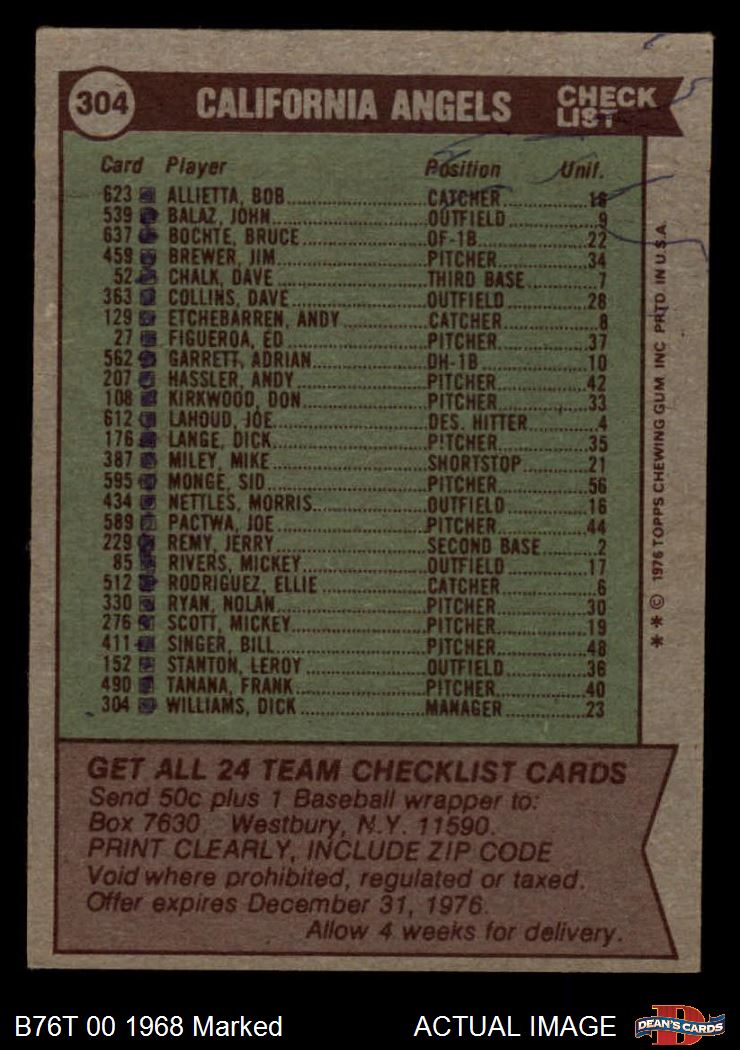 304 CALIFORNIA ANGELS CHECK LIST
Card Player Position Unif.
623 ALLIETTA, BOB CATCHER 18
539 BALAZ, JOHN OUTFIELD 9
637 BOCHTE, BRUCE OF-1B 22
459 BREWER, JIM PITCHER 34
52 CHALK, DAVE THIRD BASE 7
363 COLLINS, DAVE OUTFIELD 28
129 ETCHEBARREN, ANDY CATCHER 8
27 FIGUEROA, ED PITCHER 37
562 GARRETT, ADRIAN DH-1B 10
207 HASSLER, ANDY PITCHER 42
108 KIRKWOOD, DON PITCHER 33
612 LAHOUD, JOE DES. HITTER 4
176 LANGE, DICK PITCHER 35
387 MILEY, MIKE SHORTSTOP 21
595 MONGE, SID PITCHER 56
434 NETTLES, MORRIS OUTFIELD 16
589 PACTWA, JOE PITCHER 44
229 REMY, JERRY SECOND BASE 2
85 RIVERS, MICKEY OUTFIELD 17
512 RODRIGUEZ, ELLIE CATCHER 6
330 RYAN, NOLAN PITCHER 30
276 SCOTT, MICKEY PITCHER 19
411 SINGER, BILL PITCHER 48
152 STANTON, LEROY OUTFIELD 36
490 TANANA, FRANK PITCHER 40
304 WILLIAMS, DICK MANAGER 23
* * © 1976 TOPPS CHEWING GUM INC PRTD IN U.S.A.
GET ALL 24 TEAM CHECKLIST CARDS
Send 50c plus 1 Baseball wrapper to:
Box 7630 Westbury, N.Y. 11590.
PRINT CLEARLY, INCLUDE ZIP CODE
Void where prohibited, regulated or taxed.
Offer expires December 31, 1976.
Allow 4 weeks for delivery.
B76T 00 1968 Marked ACTUAL IMAGE DEAN'S CARDS